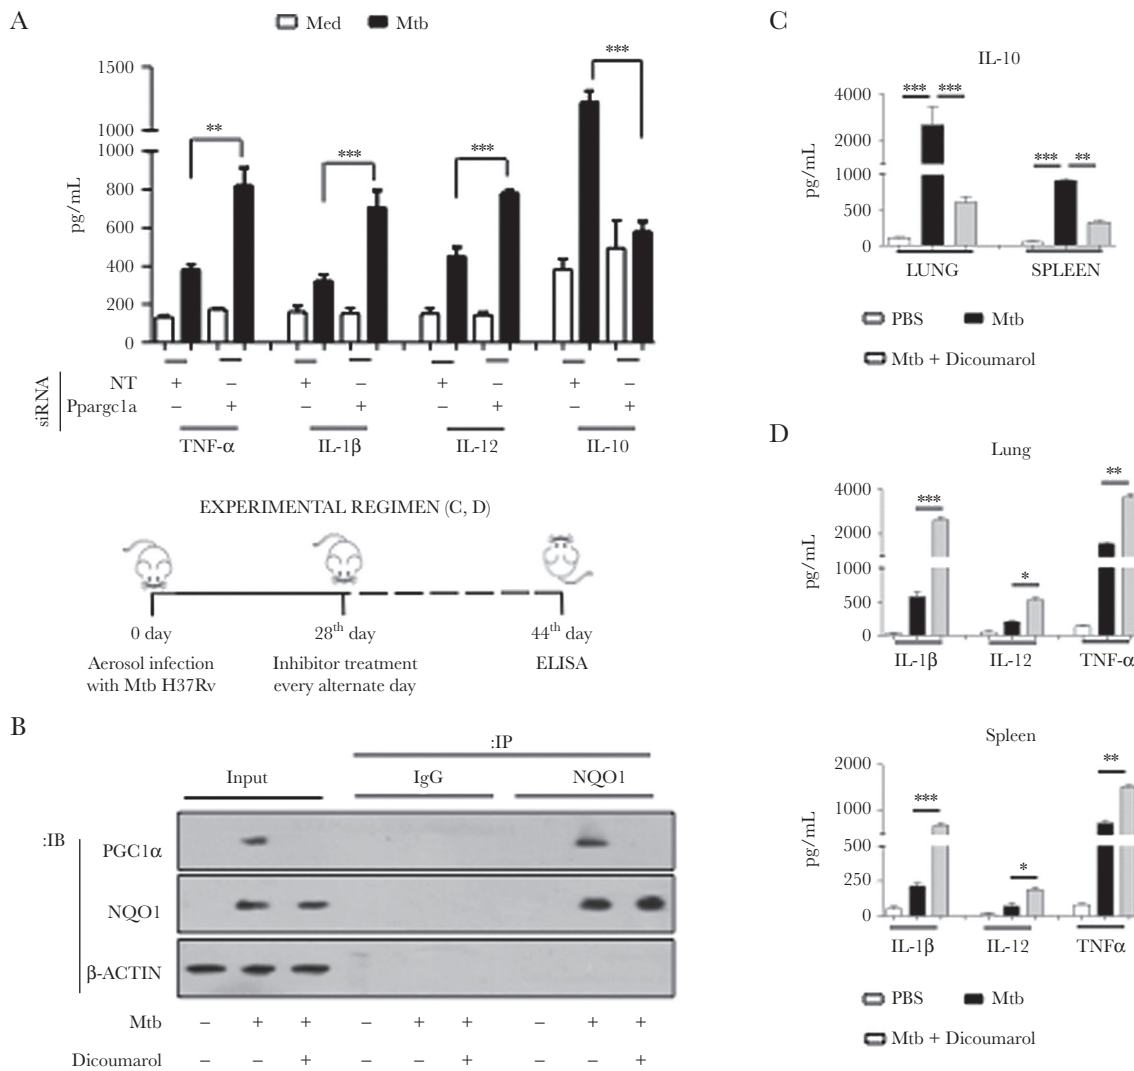 A
Med Mtb
***
** *** ***
1500
1000
1000
800
600
400
200
0
pg/mL
siRNA
NT + – + – + – + –
Ppargc1a – + – + – + – +
TNF-α IL-1β IL-12 IL-10
EXPERIMENTAL REGIMEN (C, D)
0 day 28th day 44th day
Aerosol infection Inhibitor treatment ELISA
with Mtb H37Rv every alternate day
B
:IP
Input IgG NQO1
:IB
PGC1α
NQO1
β-ACTIN
Mtb – + + – + + – + +
Dicoumarol – – + – – + – – +
C
IL-10
*** *** *** **
4000
2000
1000
500
0
pg/mL
LUNG SPLEEN
PBS Mtb
Mtb + Dicoumarol
D
Lung
*** * **
4000
2000
1000
500
0
pg/mL
IL-1β IL-12 TNF-α
Spleen
*** * **
2000
1000
500
250
0
pg/mL
IL-1β IL-12 TNFα
PBS Mtb
Mtb + Dicoumarol